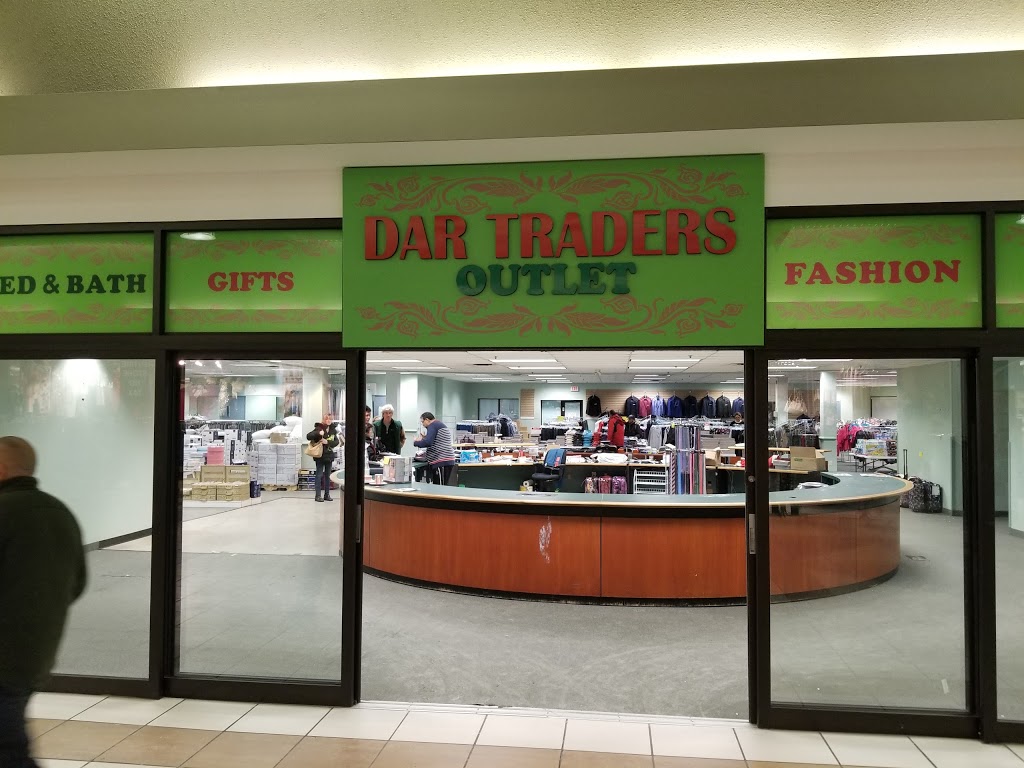 DAR TRADERS
OUTLET
ED & BATH
GIFTS
FASHION